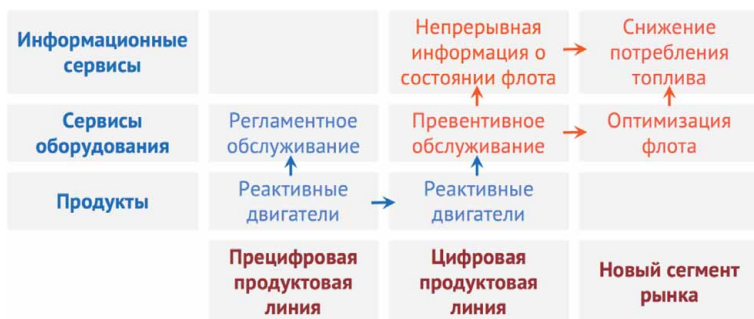 Информационные
сервисы
Непрерывная
информация о
состоянии флота
Снижение
потребления
топлива
Сервисы
оборудования
Регламентное
обслуживание
Превентивное
обслуживание
Оптимизация
флота
Продукты
Реактивные
двигатели
Реактивные
двигатели
Прецифровая
продуктовая
линия
Цифровая
продуктовая
линия
Новый сегмент
рынка